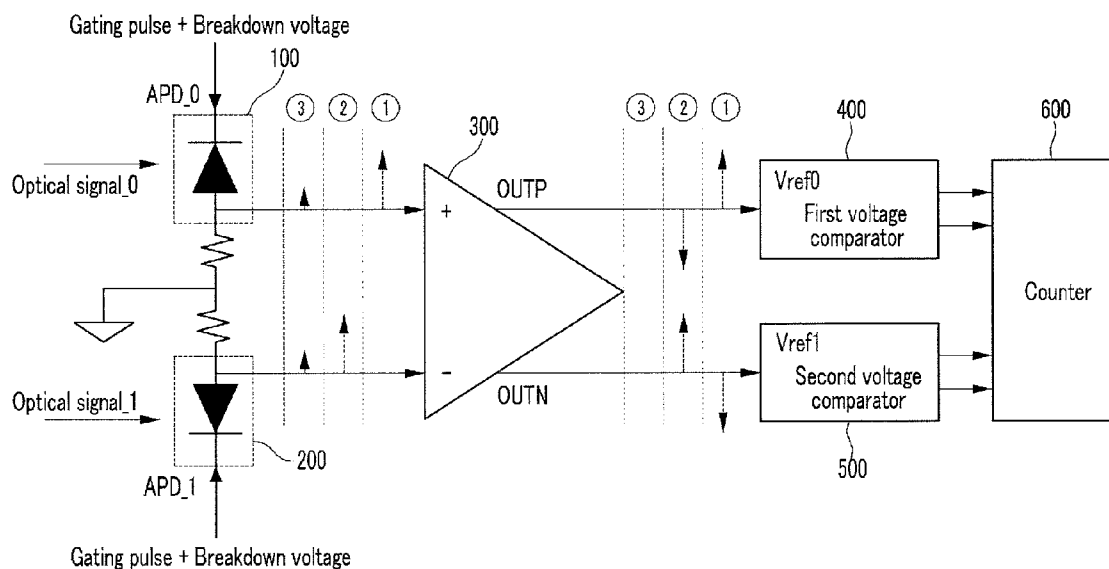 Gating pulse + Breakdown voltage
100
APD_0
③ ② ①
③ ② ①
400
600
300
Optical signal_0
OUTP
Vref0
First voltage
comparator
+
Counter
Vref1
Second voltage
comparator
-
OUTN
Optical signal_1
200
500
APD_1
Gating pulse + Breakdown voltage